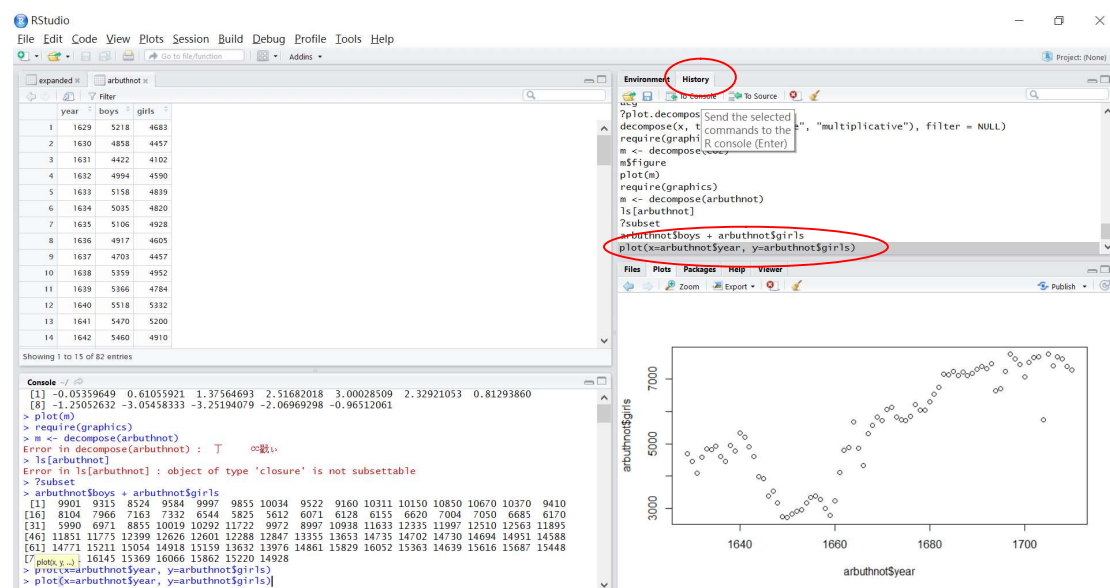 RStudio
File Edit Code View Plots Session Build Debug Profile Tools Help
Go to file/function Addins Project: (None)
expanded arbuthnot
Filter
year boys girls
1 1629 5218 4683
2 1630 4858 4457
3 1631 4422 4102
4 1632 4994 4590
5 1633 5158 4839
6 1634 5035 4820
7 1635 5106 4928
8 1636 4917 4605
9 1637 4703 4457
10 1638 5359 4952
11 1639 5366 4784
12 1640 5518 5332
13 1641 5470 5200
14 1642 5460 4910
Showing 1 to 15 of 82 entries
Console ~/
[1] -0.05359649 0.61055921 1.37564693 2.51682018 3.00028509 2.32921053 0.81293860
[8] -1.25052632 -3.05458333 -3.25194079 -2.06969298 -0.96512061
> plot(m)
> require(graphics)
> m <- decompose(arbuthnot)
Error in decompose(arbuthnot) :
> ls[arbuthnot]
Error in ls[arbuthnot] : object of type 'closure' is not subsettable
> ?subset
> arbuthnot$boys + arbuthnot$girls
[1] 9901 9315 8524 9584 9997 9855 10034 9522 9160 10311 10150 10850 10670 10370 9410
[16] 8104 7966 7163 7332 6544 5825 5612 6071 6128 6155 6620 7004 7050 6685 6170
[31] 5990 6971 8855 10019 10292 11722 9972 8997 10938 11633 12335 11997 12510 12563 11895
[46] 11851 11775 12399 12626 12601 12288 12847 13355 13653 14735 14702 14730 14694 14951 14588
[61] 14771 15211 15054 14918 15159 13632 13976 14861 15829 16052 15363 14639 15616 15687 15448
[7 16145 15369 16066 15862 15220 14928
plot(x, y, ...)
> plot(x=arbuthnot$year, y=arbuthnot$girls)
> plot(x=arbuthnot$year, y=arbuthnot$girls)
Environment History
To Console To Source
?plot.decompos
decompose(x, t e", "multiplicative"), filter = NULL)
require(graphi
m <- decompose(co2)
Send the selected
commands to the
R console (Enter)
m$figure
plot(m)
require(graphics)
m <- decompose(arbuthnot)
ls[arbuthnot]
?subset
arbuthnot$boys + arbuthnot$girls
plot(x=arbuthnot$year, y=arbuthnot$girls)
Files Plots Packages Help Viewer
Zoom Export Publish
arbuthnot$girls
7000
5000
3000
1640 1660 1680 1700
arbuthnot$year